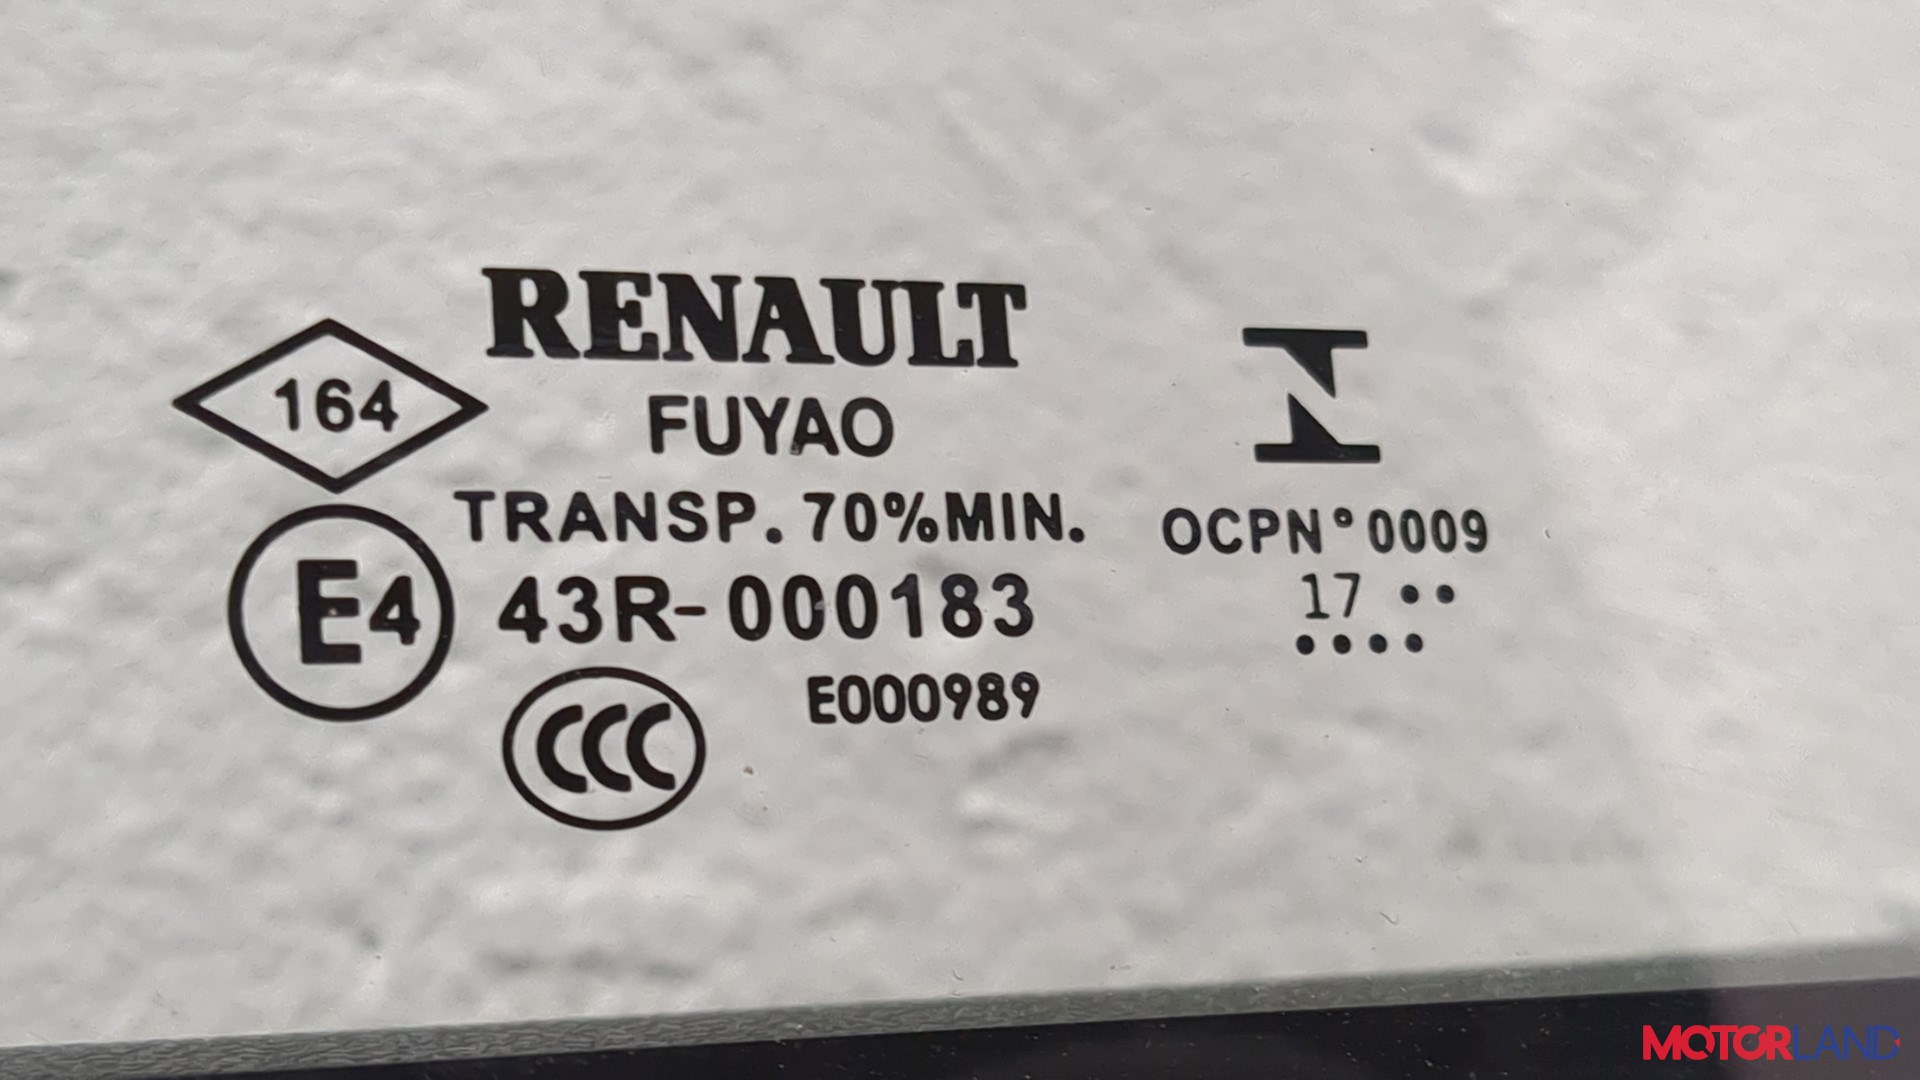 RENAULT
164
FUYAO
TRANSP. 70%MIN.
E4 43R-000183
CCC
E000989
OCPN°0009
17 ••
••••
MOTORLAND